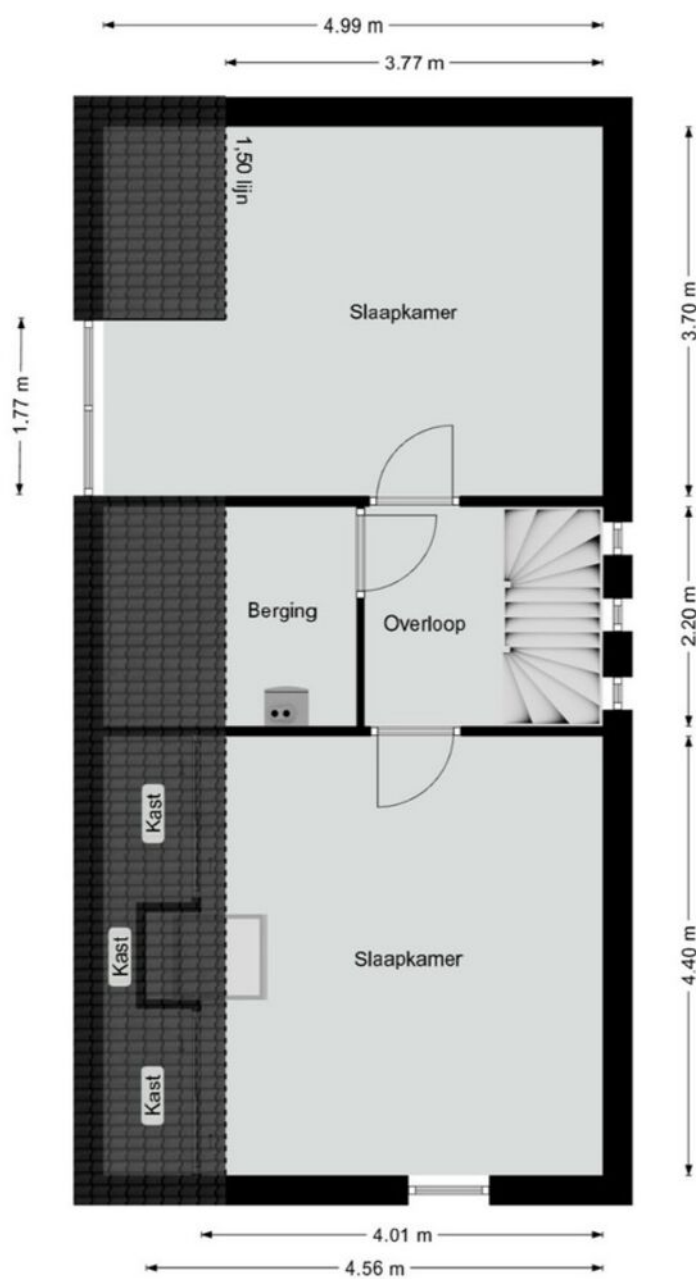 4.99 m
3.77 m
1,50 lijn
Slaapkamer
3.70 m
1.77 m
Berging
Overloop
2.20 m
Kast
Kast
Slaapkamer
Kast
4.40 m
4.01 m
4.56 m